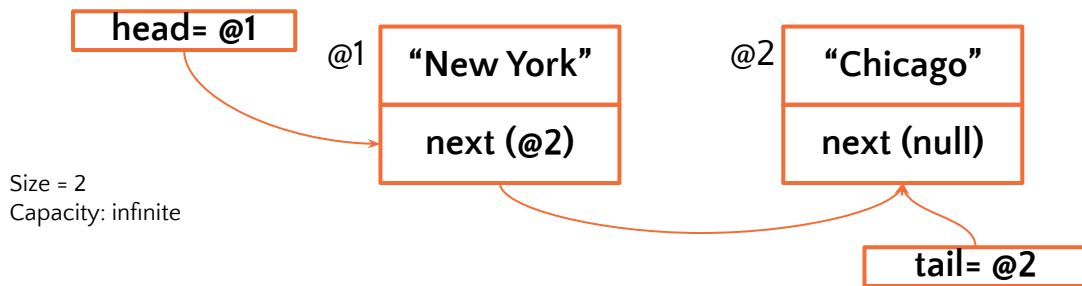 head= @1
@1
“New York”
next (@2)
@2
“Chicago”
next (null)
Size = 2
Capacity: infinite
tail= @2